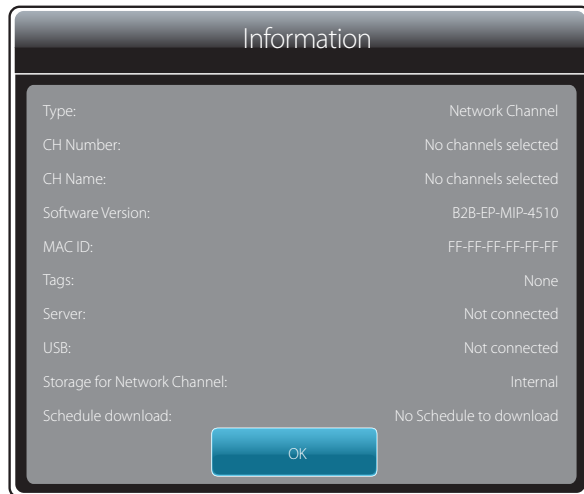 Information
Type: Network Channel
CH Number: No channels selected
CH Name: No channels selected
Software Version: B2B-EP-MIP-4510
MAC ID: FF-FF-FF-FF-FF-FF
Tags: None
Server: Not connected
USB: Not connected
Storage for Network Channel: Internal
Schedule download: No Schedule to download
OK